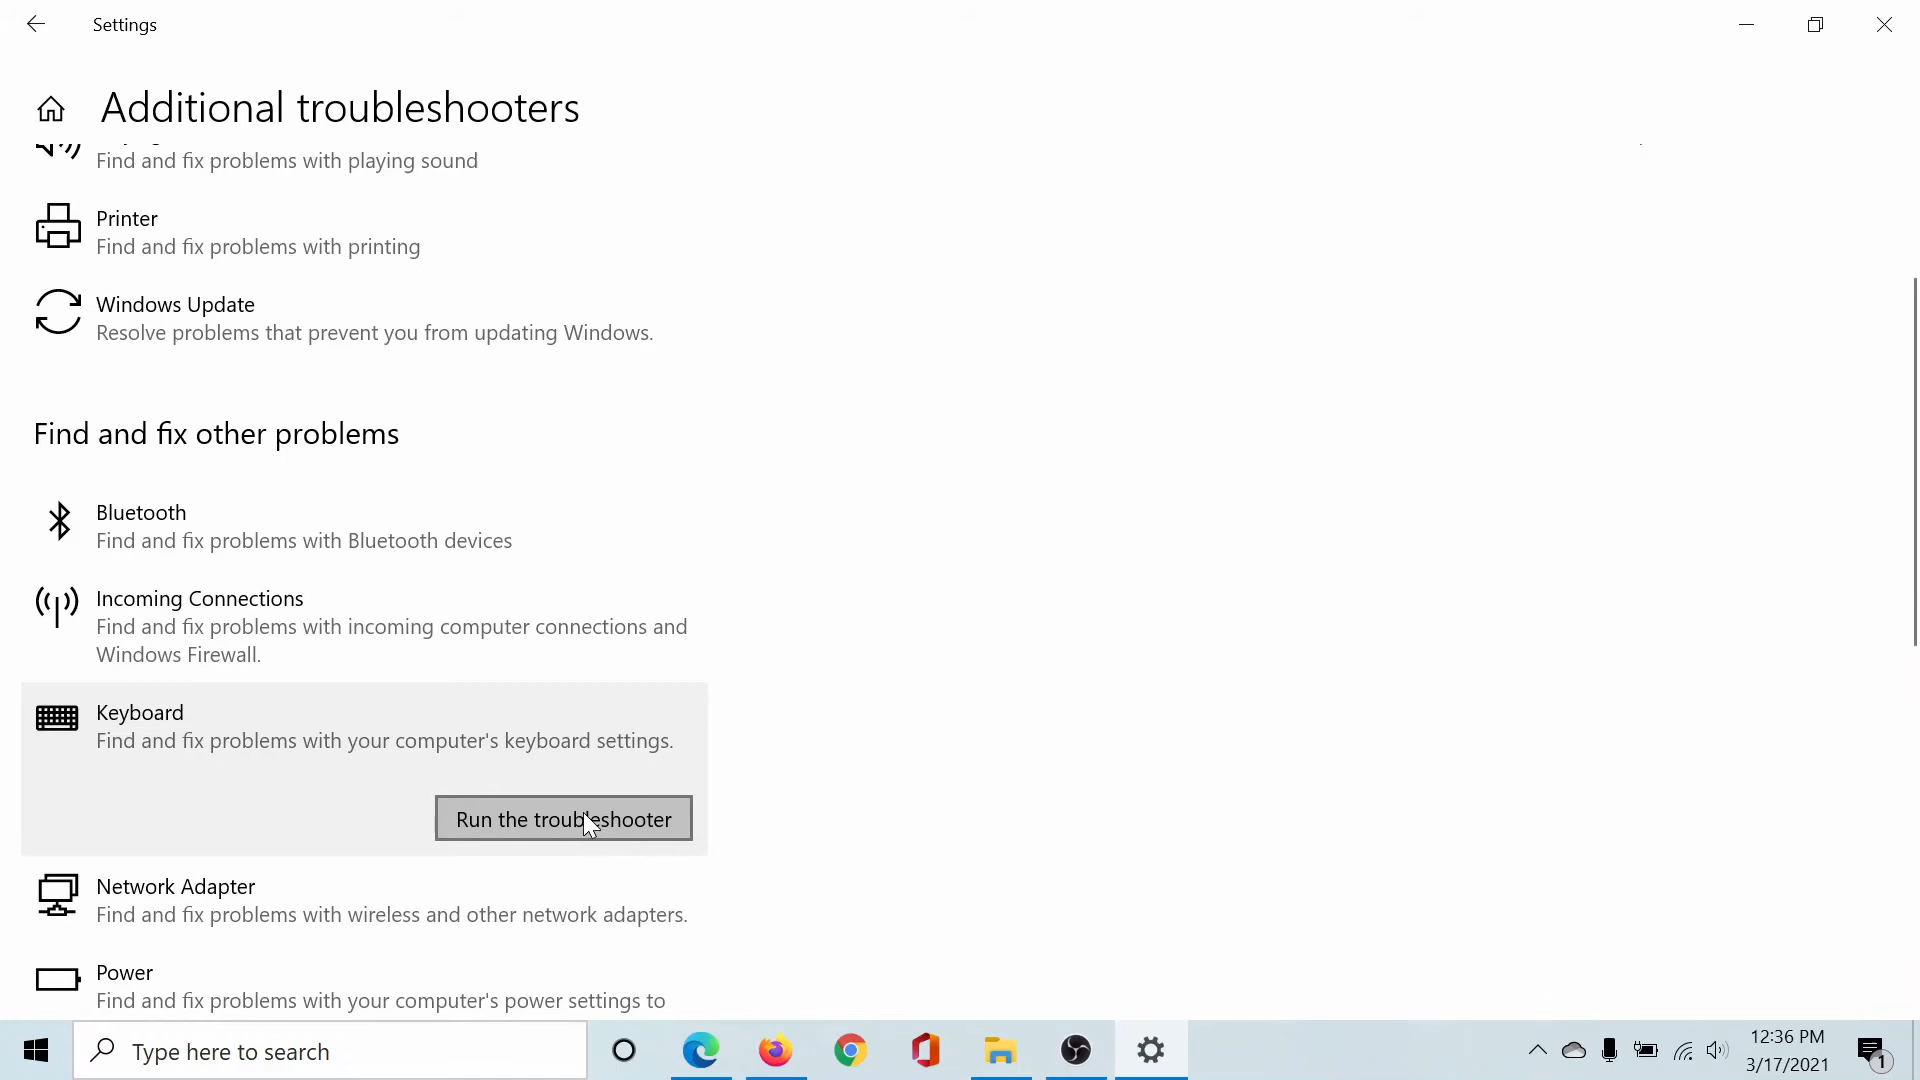 Settings
Additional troubleshooters
Find and fix problems with playing sound
Printer
Find and fix problems with printing
Windows Update
Resolve problems that prevent you from updating Windows.
Find and fix other problems
Bluetooth
Find and fix problems with Bluetooth devices
Incoming Connections
Find and fix problems with incoming computer connections and
Windows Firewall.
Keyboard
Find and fix problems with your computer's keyboard settings.
Run the troubleshooter
Network Adapter
Find and fix problems with wireless and other network adapters.
Power
Find and fix problems with your computer's power settings to
Type here to search
12:36 PM
3/17/2021
1